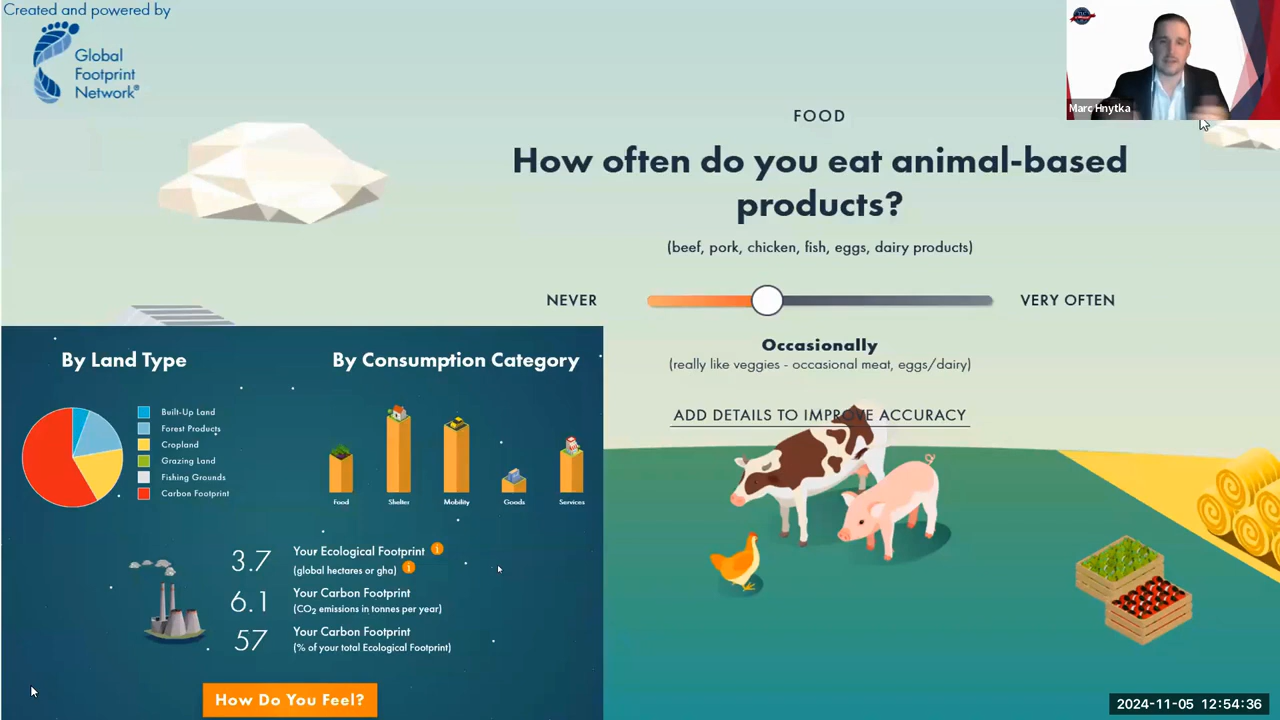 Created and powered by
Global
Footprint
Network®
Marc Hnytka
FOOD
How often do you eat animal-based
products?
(beef, pork, chicken, fish, eggs, dairy products)
NEVER
VERY OFTEN
Occasionally
(really like veggies - occasional meat, eggs/dairy)
ADD DETAILS TO IMPROVE ACCURACY
By Land Type
Built-Up Land
Forest Products
Cropland
Grazing Land
Fishing Grounds
Carbon Footprint
By Consumption Category
Food
Shelter
Mobility
Goods
Services
3.7
Your Ecological Footprint i
(global hectares or gha) i
6.1
Your Carbon Footprint
(CO₂ emissions in tonnes per year)
57
Your Carbon Footprint
(% of your total Ecological Footprint)
How Do You Feel?
2024-11-05 12:54:36